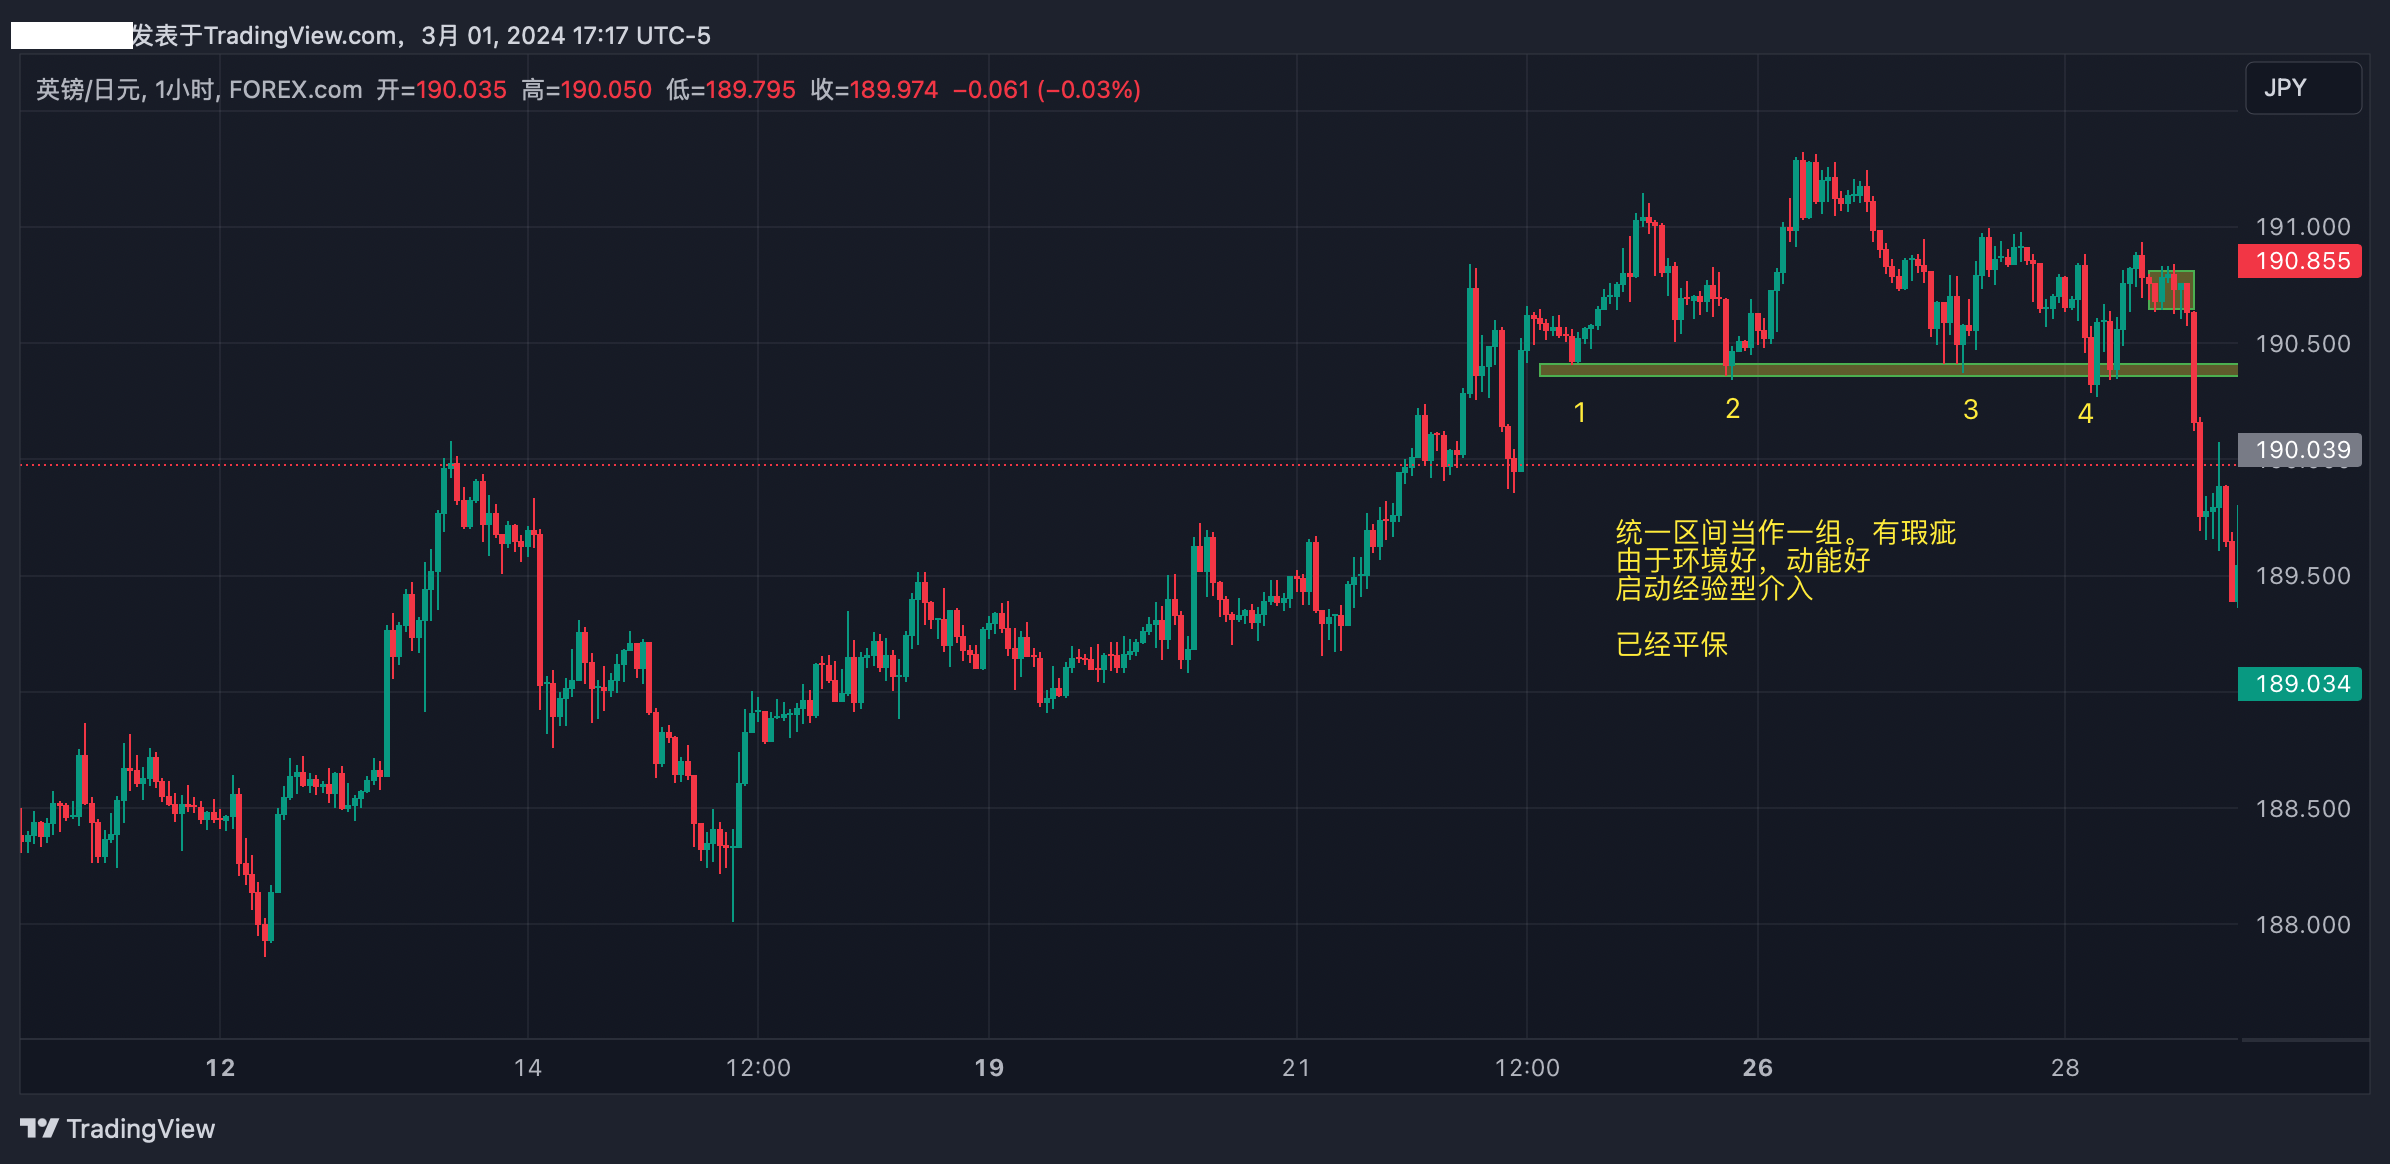 发表于TradingView.com，3月 01, 2024 17:17 UTC-5
英镑/日元, 1小时, FOREX.com 开=190.035 高=190.050 低=189.795 收=189.974 −0.061 (−0.03%)
JPY
191.000
190.855
190.500
190.039
189.500
189.034
188.500
188.000
1
2
3
4
统一区间当作一组。有瑕疵
由于环境好，动能好
启动经验型介入
已经平保
12
14
12:00
19
21
12:00
26
28
TradingView